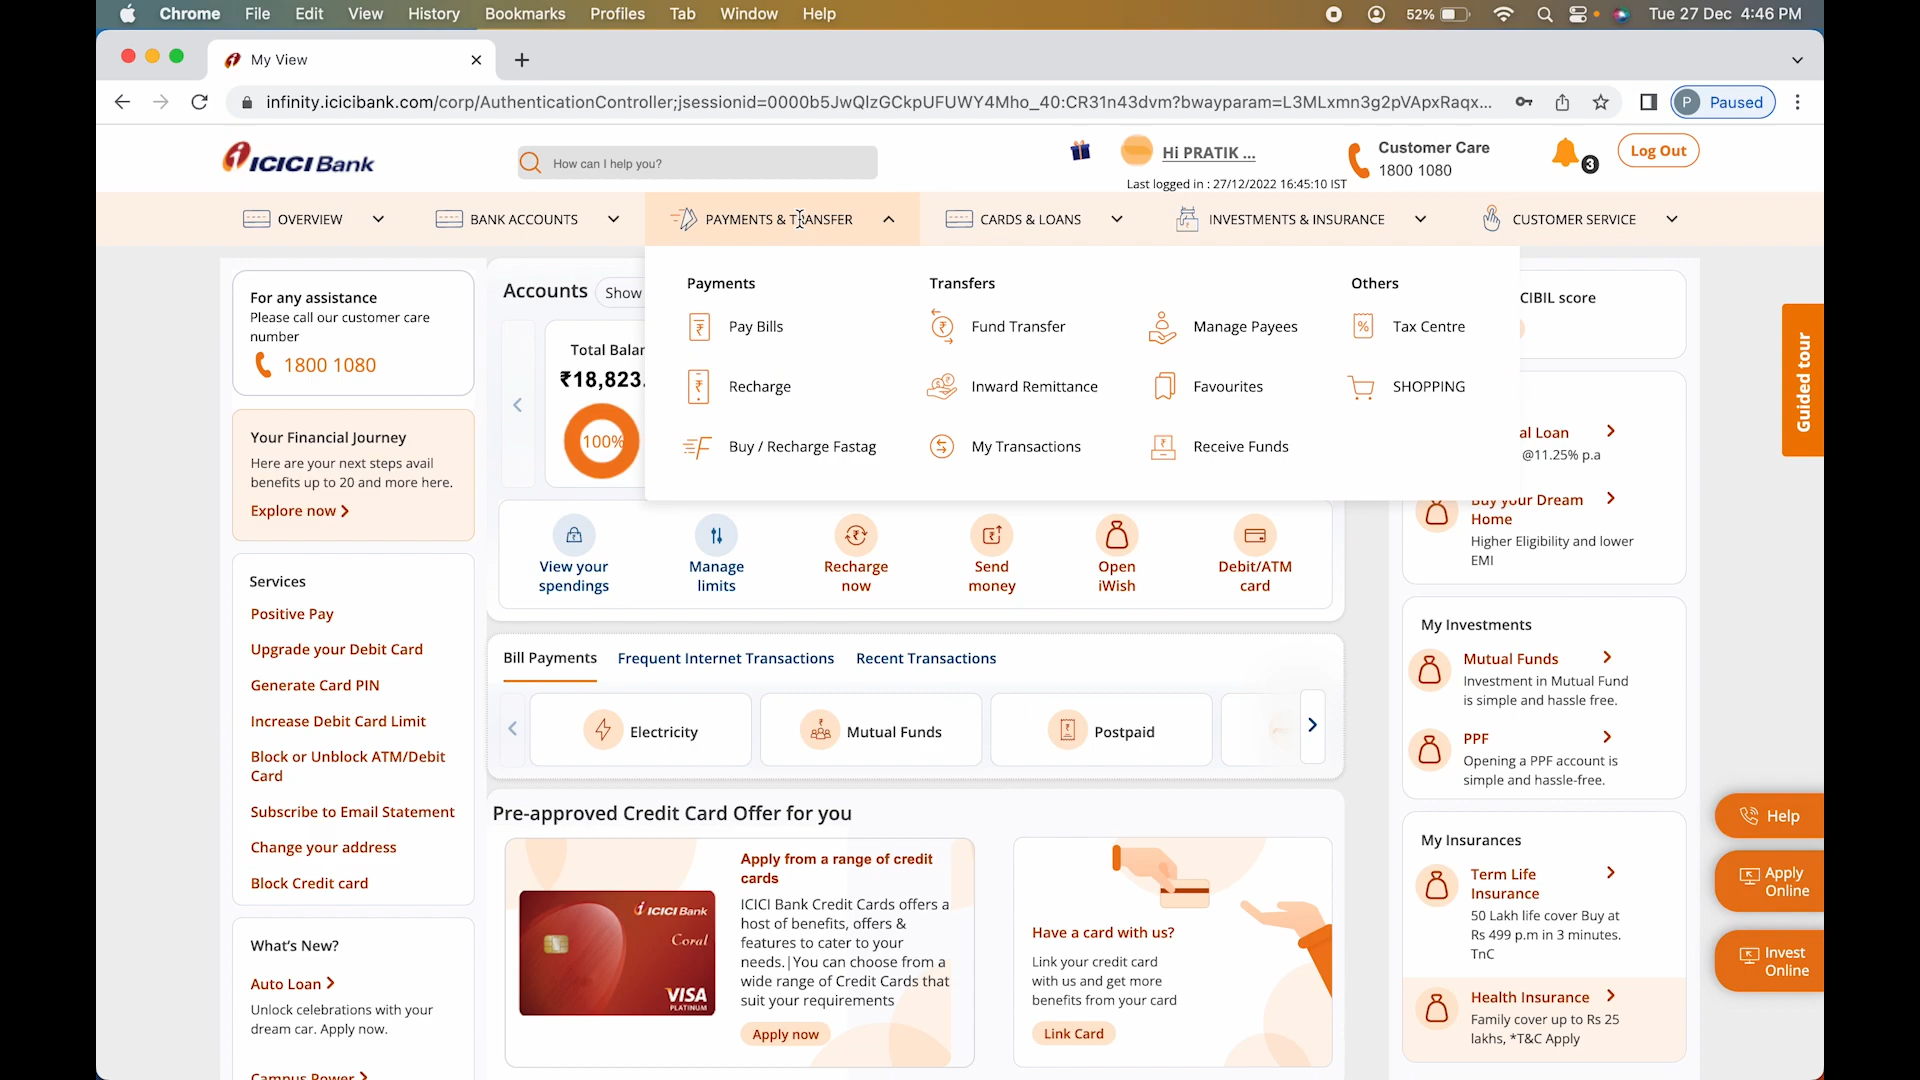 Chrome File Edit View History Bookmarks Profiles Tab Window Help 52% Tue 27 Dec 4:46 PM
My View
infinity.icicibank.com/corp/AuthenticationController;jsessionid=0000b5JwQlzGCkpUFUWY4Mho_40:CR31n43dvm?bwayparam=L3MLxmn3g2pVApxRaqx... P Paused
ICICI Bank
How can I help you?
Hi PRATIK ...
Last logged in : 27/12/2022 16:45:10 IST
Customer Care
1800 1080
3
Log Out
OVERVIEW BANK ACCOUNTS PAYMENTS & TRANSFER CARDS & LOANS INVESTMENTS & INSURANCE CUSTOMER SERVICE
Payments
Pay Bills
Recharge
Buy / Recharge Fastag
Transfers
Fund Transfer
Inward Remittance
My Transactions
Manage Payees
Favourites
Receive Funds
Others
Tax Centre
SHOPPING
For any assistance
Please call our customer care
number
1800 1080
Your Financial Journey
Here are your next steps avail
benefits up to 20 and more here.
Explore now
Services
Positive Pay
Upgrade your Debit Card
Generate Card PIN
Increase Debit Card Limit
Block or Unblock ATM/Debit
Card
Subscribe to Email Statement
Change your address
Block Credit card
What's New?
Auto Loan
Unlock celebrations with your
dream car. Apply now.
Campus Power
Accounts Show
Total Balan
₹18,823.
100%
View your
spendings
Manage
limits
Recharge
now
Send
money
Open
iWish
Debit/ATM
card
Bill Payments Frequent Internet Transactions Recent Transactions
Electricity Mutual Funds Postpaid
Pre-approved Credit Card Offer for you
ICICI Bank
Coral
VISA
PLATINUM
Apply from a range of credit
cards
ICICI Bank Credit Cards offers a
host of benefits, offers &
features to cater to your
needs.|You can choose from a
wide range of Credit Cards that
suit your requirements
Apply now
Have a card with us?
Link your credit card
with us and get more
benefits from your card
Link Card
CIBIL score
al Loan
@11.25% p.a
Buy your Dream
Home
Higher Eligibility and lower
EMI
My Investments
Mutual Funds
Investment in Mutual Fund
is simple and hassle free.
PPF
Opening a PPF account is
simple and hassle-free.
My Insurances
Term Life
Insurance
50 Lakh life cover Buy at
Rs 499 p.m in 3 minutes.
TnC
Health Insurance
Family cover up to Rs 25
lakhs, *T&C Apply
Guided tour
Help
Apply
Online
Invest
Online